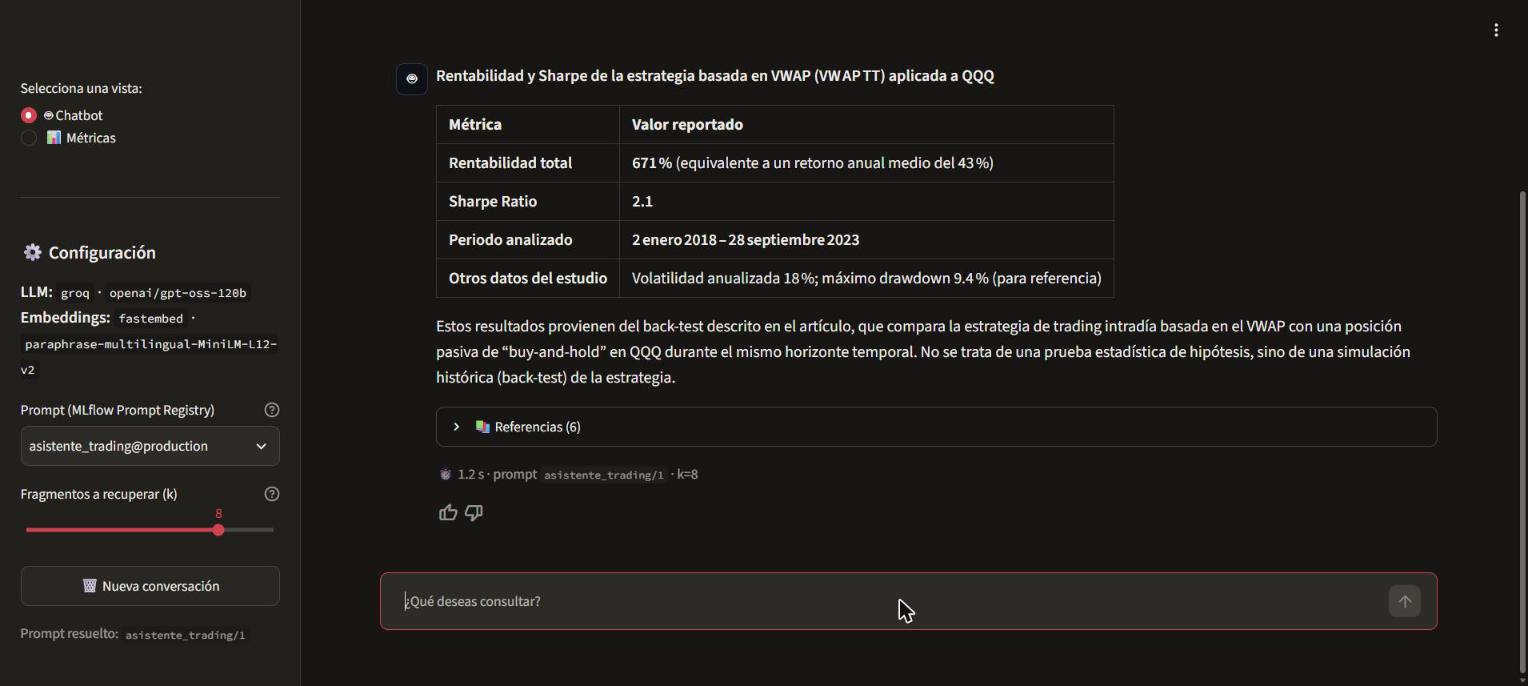 Selecciona una vista:
Chatbot
Métricas
Configuración
LLM: groq · openai/gpt-oss-120b
Embeddings: fastembed ·
paraphrase-multilingual-MiniLM-L12-
v2
Prompt (MLflow Prompt Registry)
asistente_trading@production
Fragmentos a recuperar (k)
8
Nueva conversación
Prompt resuelto: asistente_trading/1
Rentabilidad y Sharpe de la estrategia basada en VWAP (VWAP TT) aplicada a QQQ
Métrica Valor reportado
Rentabilidad total 671 % (equivalente a un retorno anual medio del 43 %)
Sharpe Ratio 2.1
Periodo analizado 2 enero 2018 – 28 septiembre 2023
Otros datos del estudio Volatilidad anualizada 18 %; máximo drawdown 9.4 % (para referencia)
Estos resultados provienen del back-test descrito en el artículo, que compara la estrategia de trading intradía basada en el VWAP con una posición
pasiva de “buy-and-hold” en QQQ durante el mismo horizonte temporal. No se trata de una prueba estadística de hipótesis, sino de una simulación
histórica (back-test) de la estrategia.
Referencias (6)
1.2 s · prompt asistente_trading/1 · k=8
¿Qué deseas consultar?